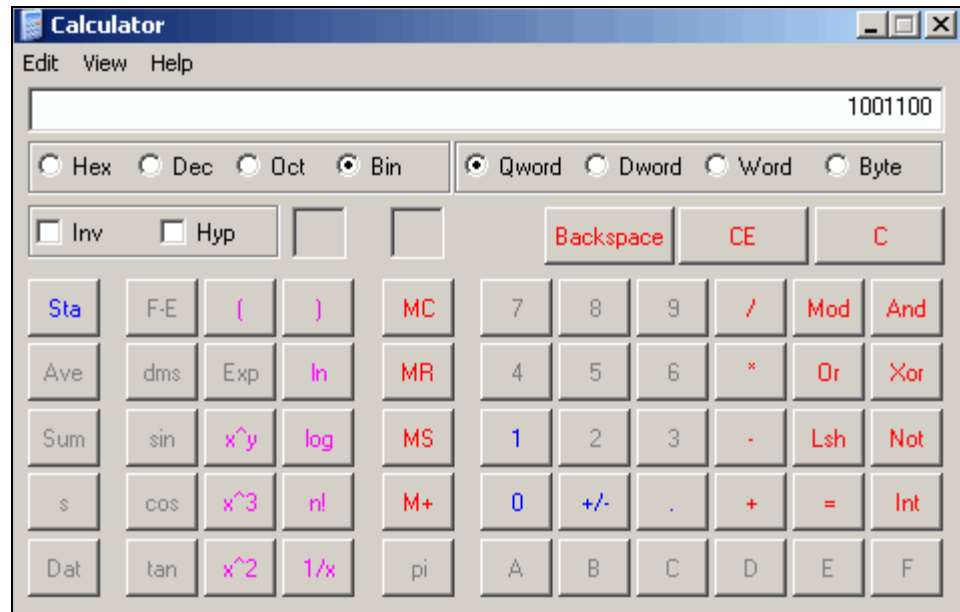 Calculator
Edit View Help
1001100
Hex Dec Oct Bin Qword Dword Word Byte
Inv Hyp Backspace CE C
Sta F-E ( ) MC 7 8 9 / Mod And
Ave dms Exp ln MR 4 5 6 * Or Xor
Sum sin x^y log MS 1 2 3 - Lsh Not
s cos x^3 n! M+ 0 +/- . + = Int
Dat tan x^2 1/x pi A B C D E F